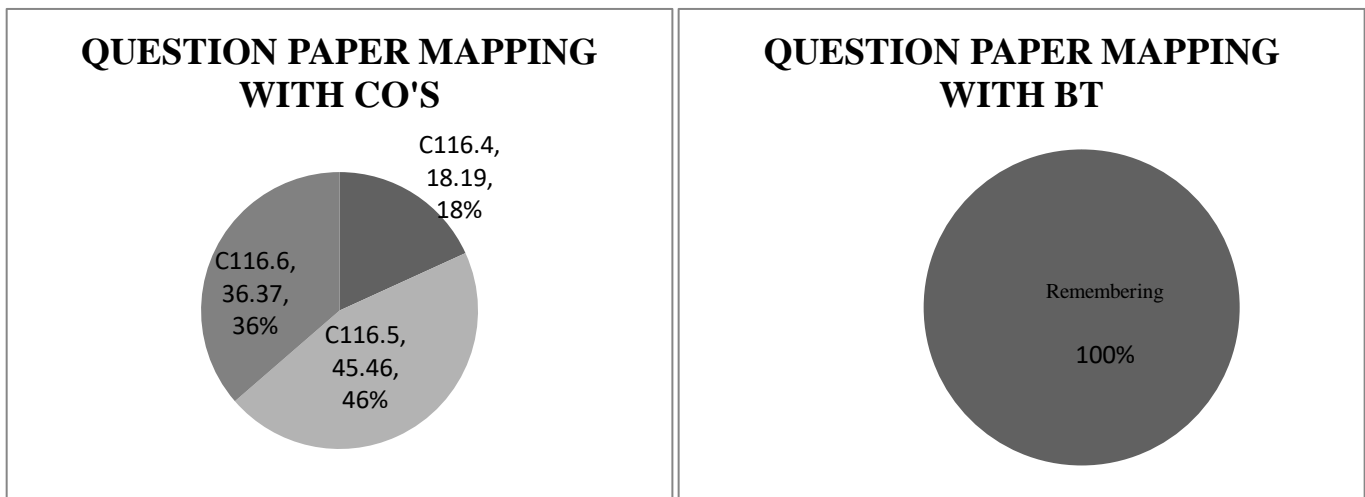 QUESTION PAPER MAPPING
WITH CO'S
C116.4,
18.19,
18%
C116.6,
36.37,
36%
C116.5,
45.46,
46%
QUESTION PAPER MAPPING
WITH BT
Remembering
100%